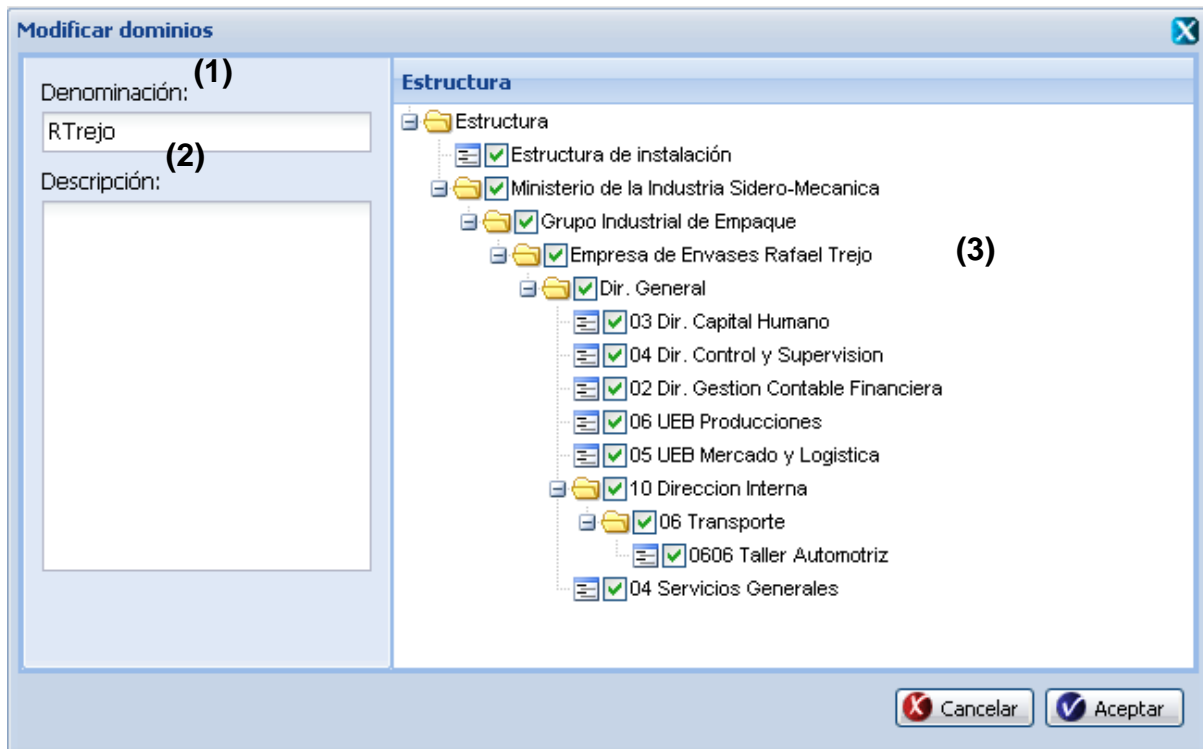 Modificar dominios
(1)
Denominación:
RTrejo
(2)
Descripción:
Estructura
Estructura
Estructura de instalación
Ministerio de la Industria Sidero-Mecanica
Grupo Industrial de Empaque
Empresa de Envases Rafael Trejo
(3)
Dir. General
03 Dir. Capital Humano
04 Dir. Control y Supervision
02 Dir. Gestion Contable Financiera
06 UEB Producciones
05 UEB Mercado y Logistica
10 Direccion Interna
06 Transporte
0606 Taller Automotriz
04 Servicios Generales
Cancelar
Aceptar